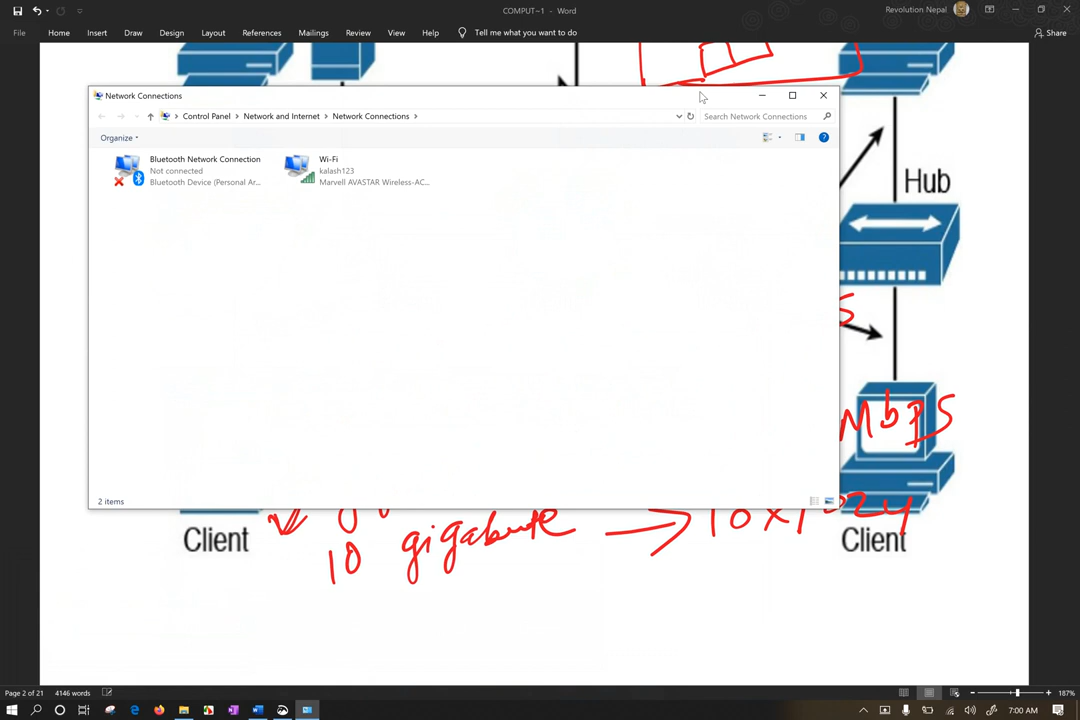 COMPUT~1 - Word
Revolution Nepal
File Home Insert Draw Design Layout References Mailings Review View Help Tell me what you want to do Share
Network Connections
Control Panel Network and Internet Network Connections
Search Network Connections
Organize
Bluetooth Network Connection
Not connected
Bluetooth Device (Personal Ar...
Wi-Fi
kalash123
Marvell AVASTAR Wireless-AC...
Hub
Mbps
2 items
10 gigabute
10x1024
Client
Client
Page 2 of 21 4146 words
187%
7:00 AM